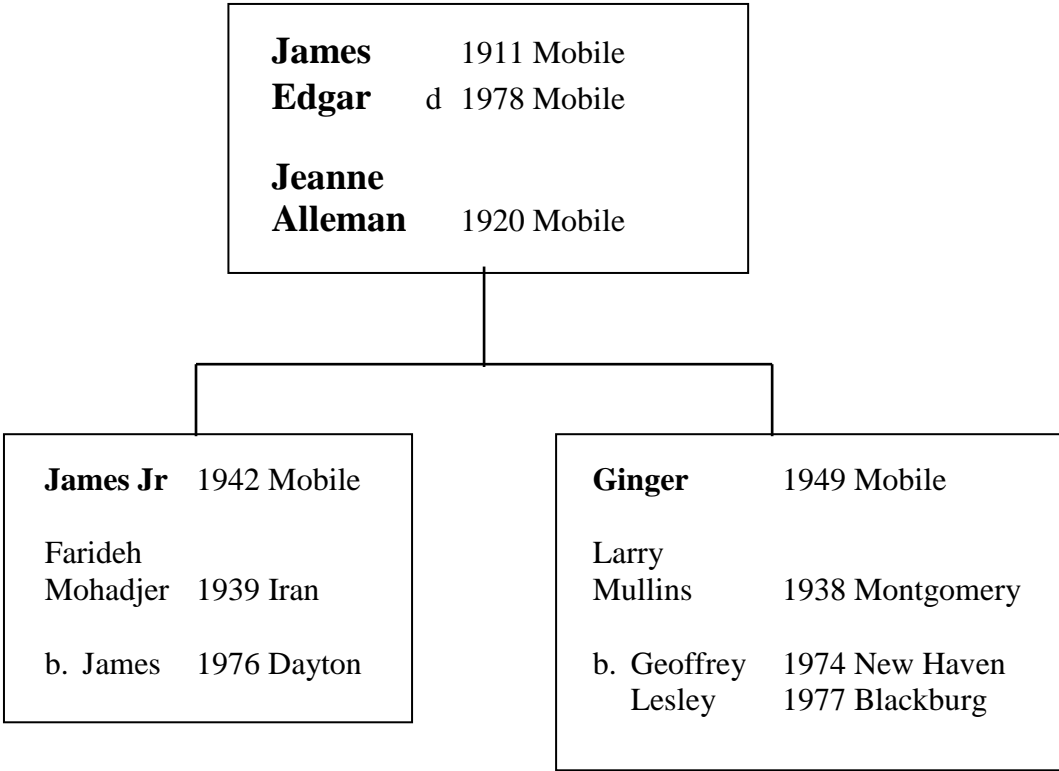 James 1911 Mobile
Edgar d 1978 Mobile
Jeanne
Alleman 1920 Mobile
James Jr 1942 Mobile
Farideh
Mohadjer 1939 Iran
b. James 1976 Dayton
Ginger 1949 Mobile
Larry
Mullins 1938 Montgomery
b. Geoffrey 1974 New Haven
Lesley 1977 Blackburg